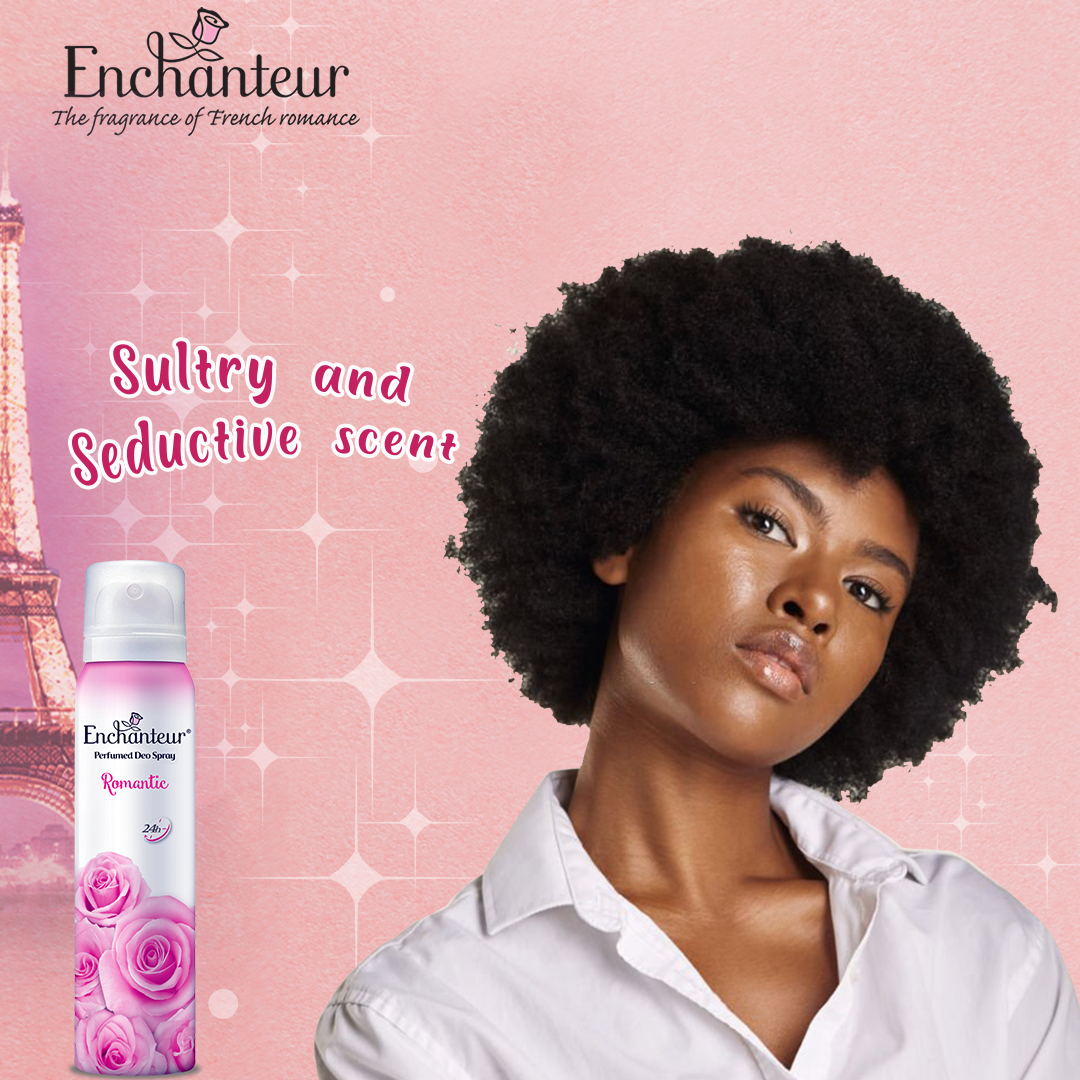 Enchanteur
The fragrance of French romance
Sultry and
Seductive scent
Enchanteur®
Perfumed Deo Spray
Romantic
24h